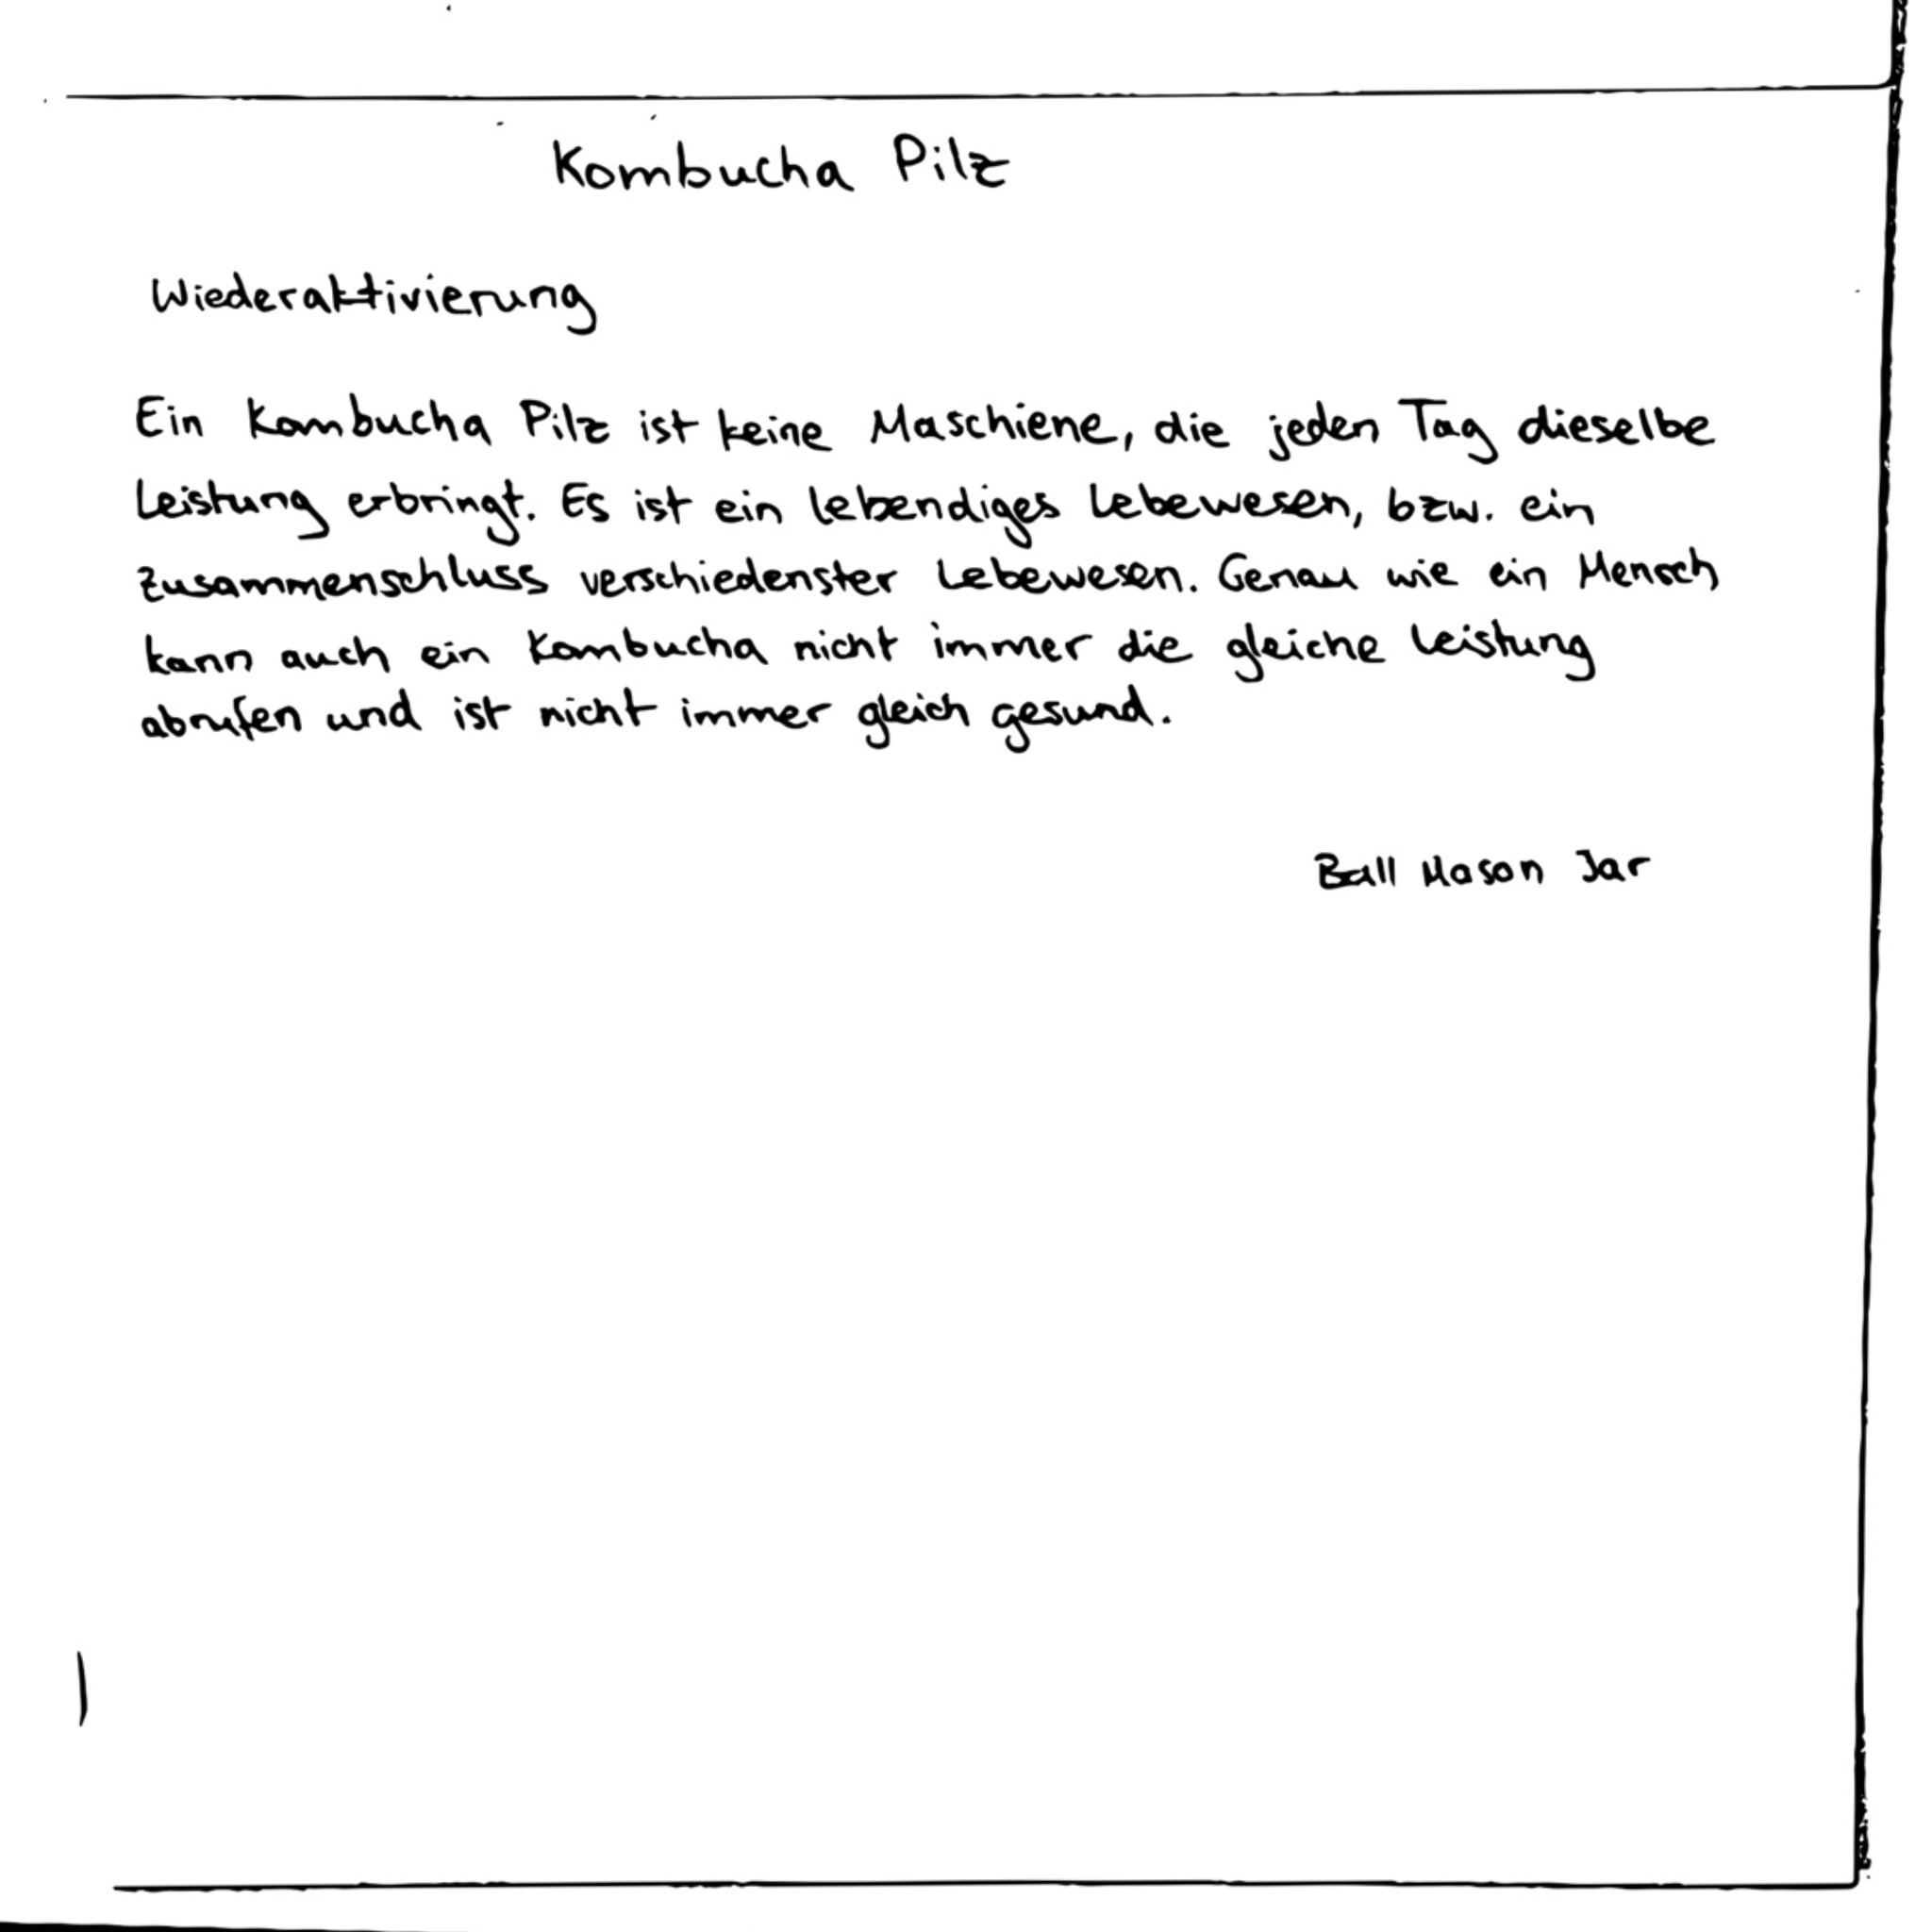 Kombucha Pilz
Wiederaktivierung
Ein Kombucha Pilz ist keine Maschiene, die jeden Tag dieselbe
Leistung erbringt. Es ist ein lebendiges Lebewesen, bzw. ein
Zusammenschluss verschiedenster Lebewesen. Genau wie ein Mensch
kann auch ein Kombucha nicht immer die gleiche Leistung
abrufen und ist nicht immer gleich gesund.
Ball Mason Jar